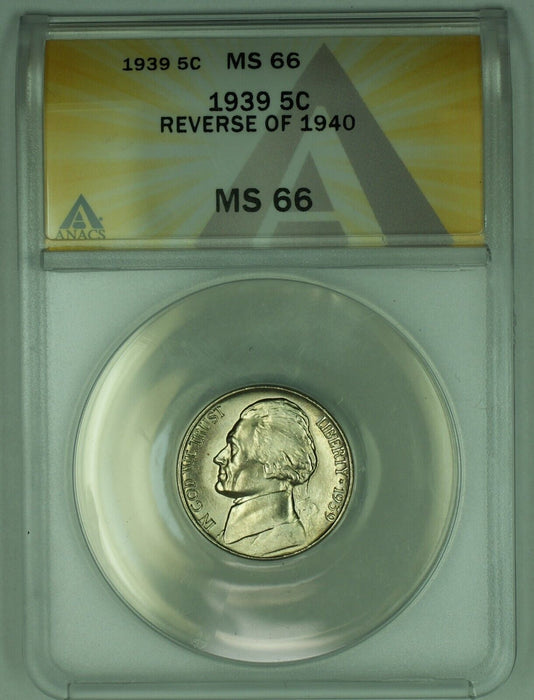 1939 5C MS 66
1939 5C
REVERSE OF 1940
MS 66
ANACS
IN GOD WE TRUST
LIBERTY * 1939